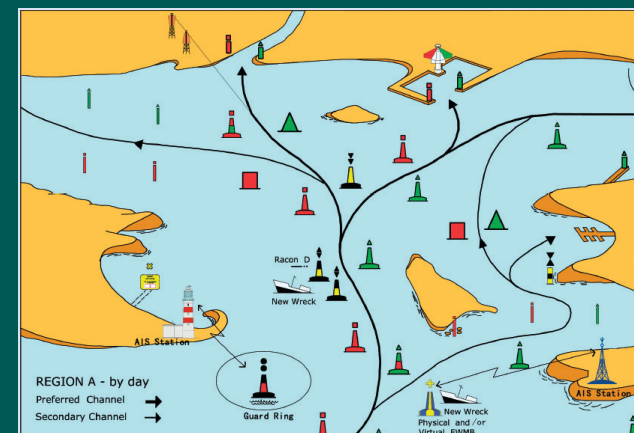 Racon D
New Wreck
AIS Station
REGION A - by day
Preferred Channel
Secondary Channel
Guard Ring
AIS Station
New Wreck
Physical and/or
Virtual EWMB